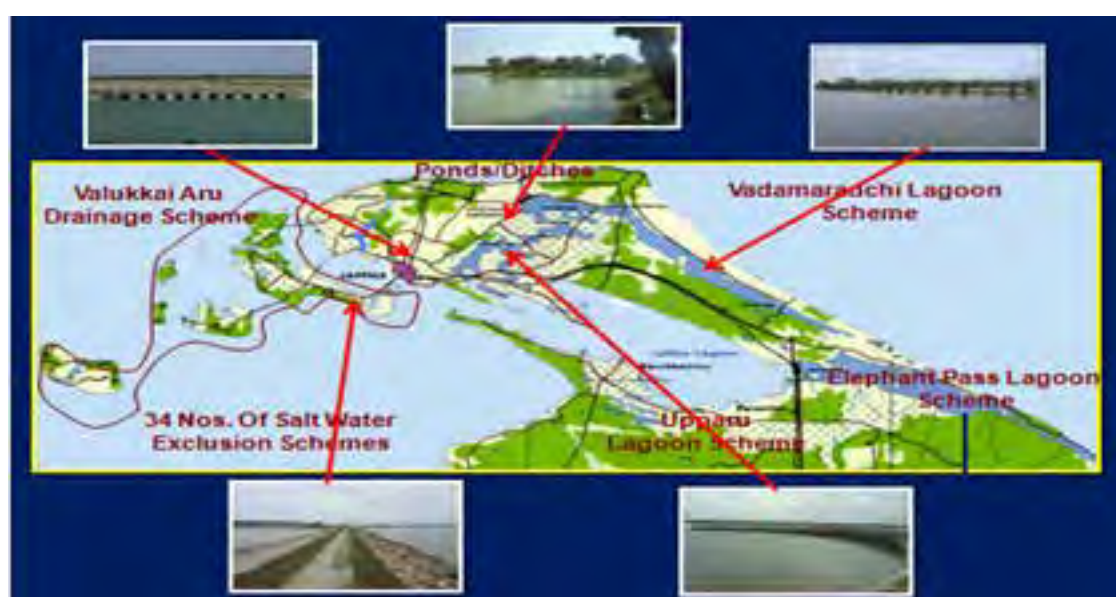 Ponds/Ditches
Valukkai Aru
Drainage Scheme
Vadamaradchi Lagoon
Scheme
Elephant Pass Lagoon
Scheme
34 Nos. Of Salt Water
Exclusion Schemes
Upparu
Lagoon Scheme